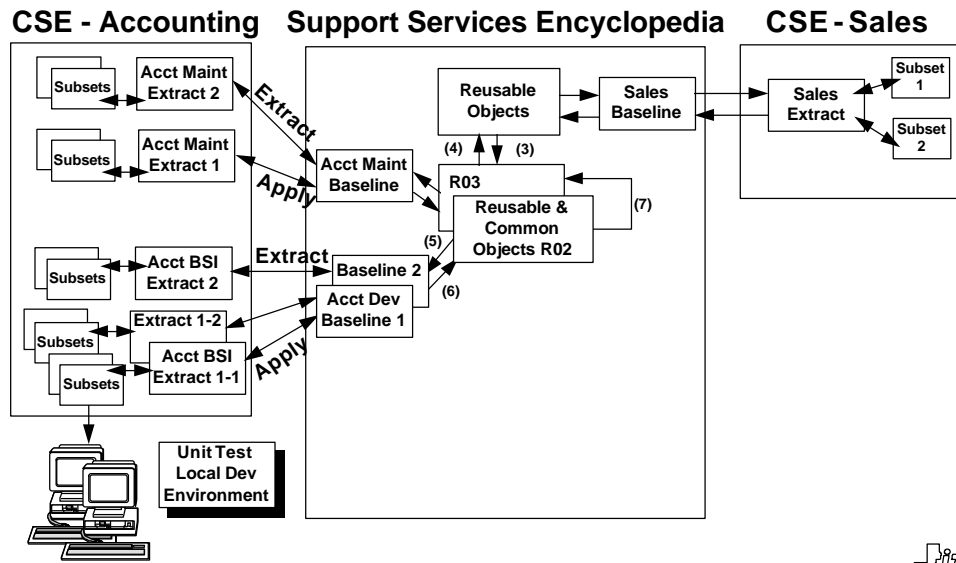 CSE - Accounting
Support Services Encyclopedia
CSE - Sales
Subsets
Acct Maint
Extract 2
Extract
Subsets
Acct Maint
Extract 1
Apply
Acct Maint
Baseline
Reusable
Objects
Sales
Baseline
Sales
Extract
Subset
1
Subset
2
(4)
(3)
R03
Reusable &
Common
Objects R02
(7)
(5)
(6)
Subsets
Acct BSI
Extract 2
Extract
Baseline 2
Acct Dev
Baseline 1
Subsets
Extract 1-2
Subsets
Acct BSI
Extract 1-1
Apply
Unit Test
Local Dev
Environment